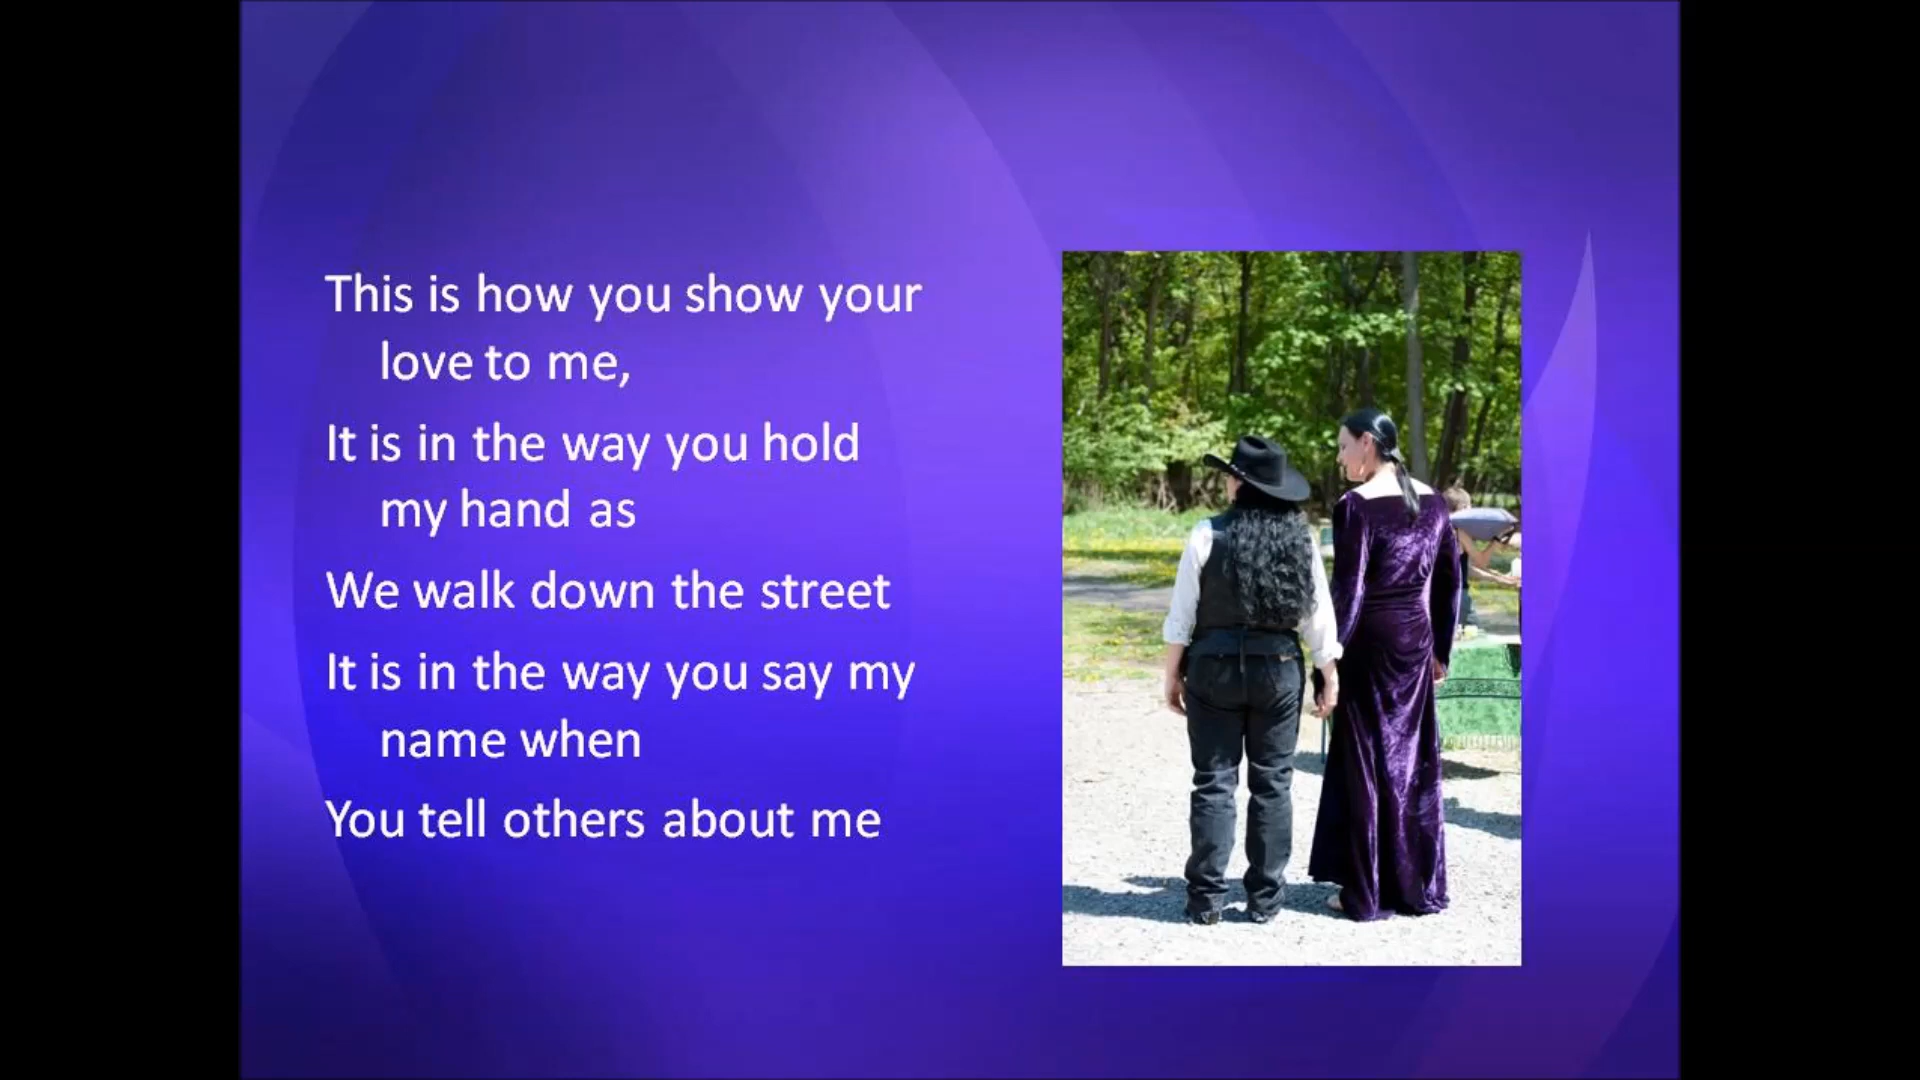 This is how you show your
love to me,
It is in the way you hold
my hand as
We walk down the street
It is in the way you say my
name when
You tell others about me